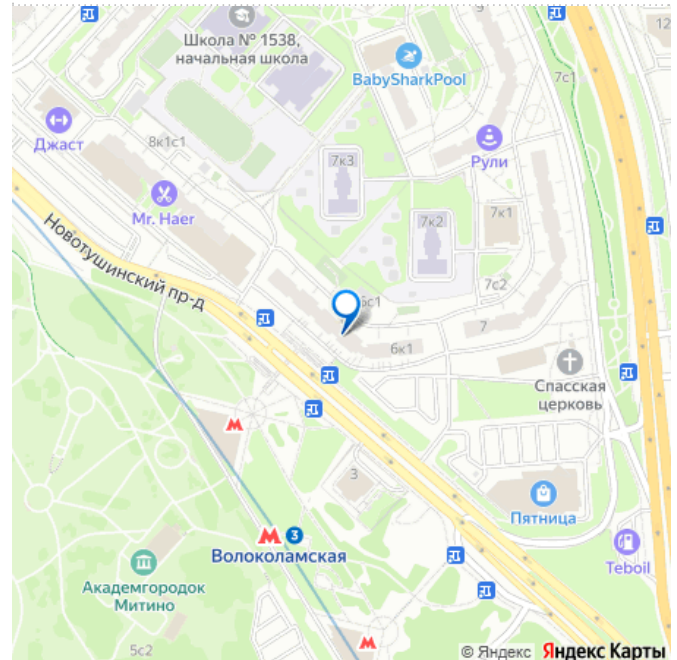 9
12
Школа № 1538,
начальная школа
BabySharkPool
7с1
Джаст
8к1с1
7к3
Рули
Mr. Haer
7к2
7к1
Новотушинский пр-д
7с2
6с1
7
6к1
Спасская
церковь
3
Пятница
3
Волоколамская
Teboil
Академгородок
Митино
5с2
© Яндекс Яндекс Карты